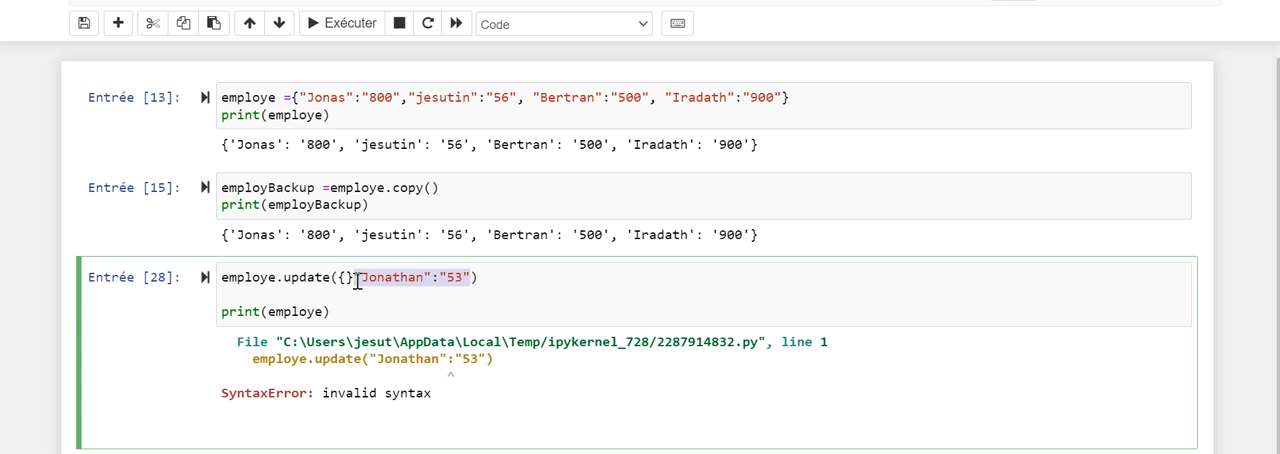 Exécuter Code
Entrée [13]: employe ={"Jonas":"800","jesutin":"56", "Bertran":"500", "Iradath":"900"}
print(employe)
{'Jonas': '800', 'jesutin': '56', 'Bertran': '500', 'Iradath': '900'}
Entrée [15]: employBackup =employe.copy()
print(employBackup)
{'Jonas': '800', 'jesutin': '56', 'Bertran': '500', 'Iradath': '900'}
Entrée [28]: employe.update({}"Jonathan":"53")
print(employe)
File "C:\Users\jesut\AppData\Local\Temp/ipykernel_728/2287914832.py", line 1
employe.update("Jonathan":"53")
^
SyntaxError: invalid syntax